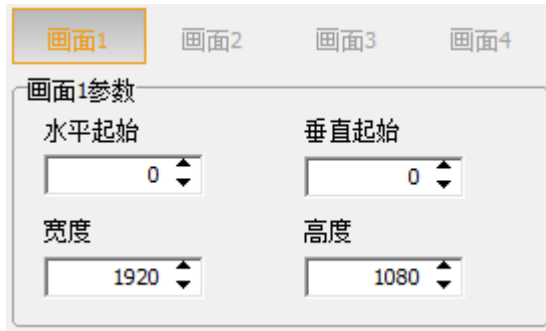 画面1 画面2 画面3 画面4
画面1参数
水平起始 垂直起始
0 0
宽度 高度
1920 1080